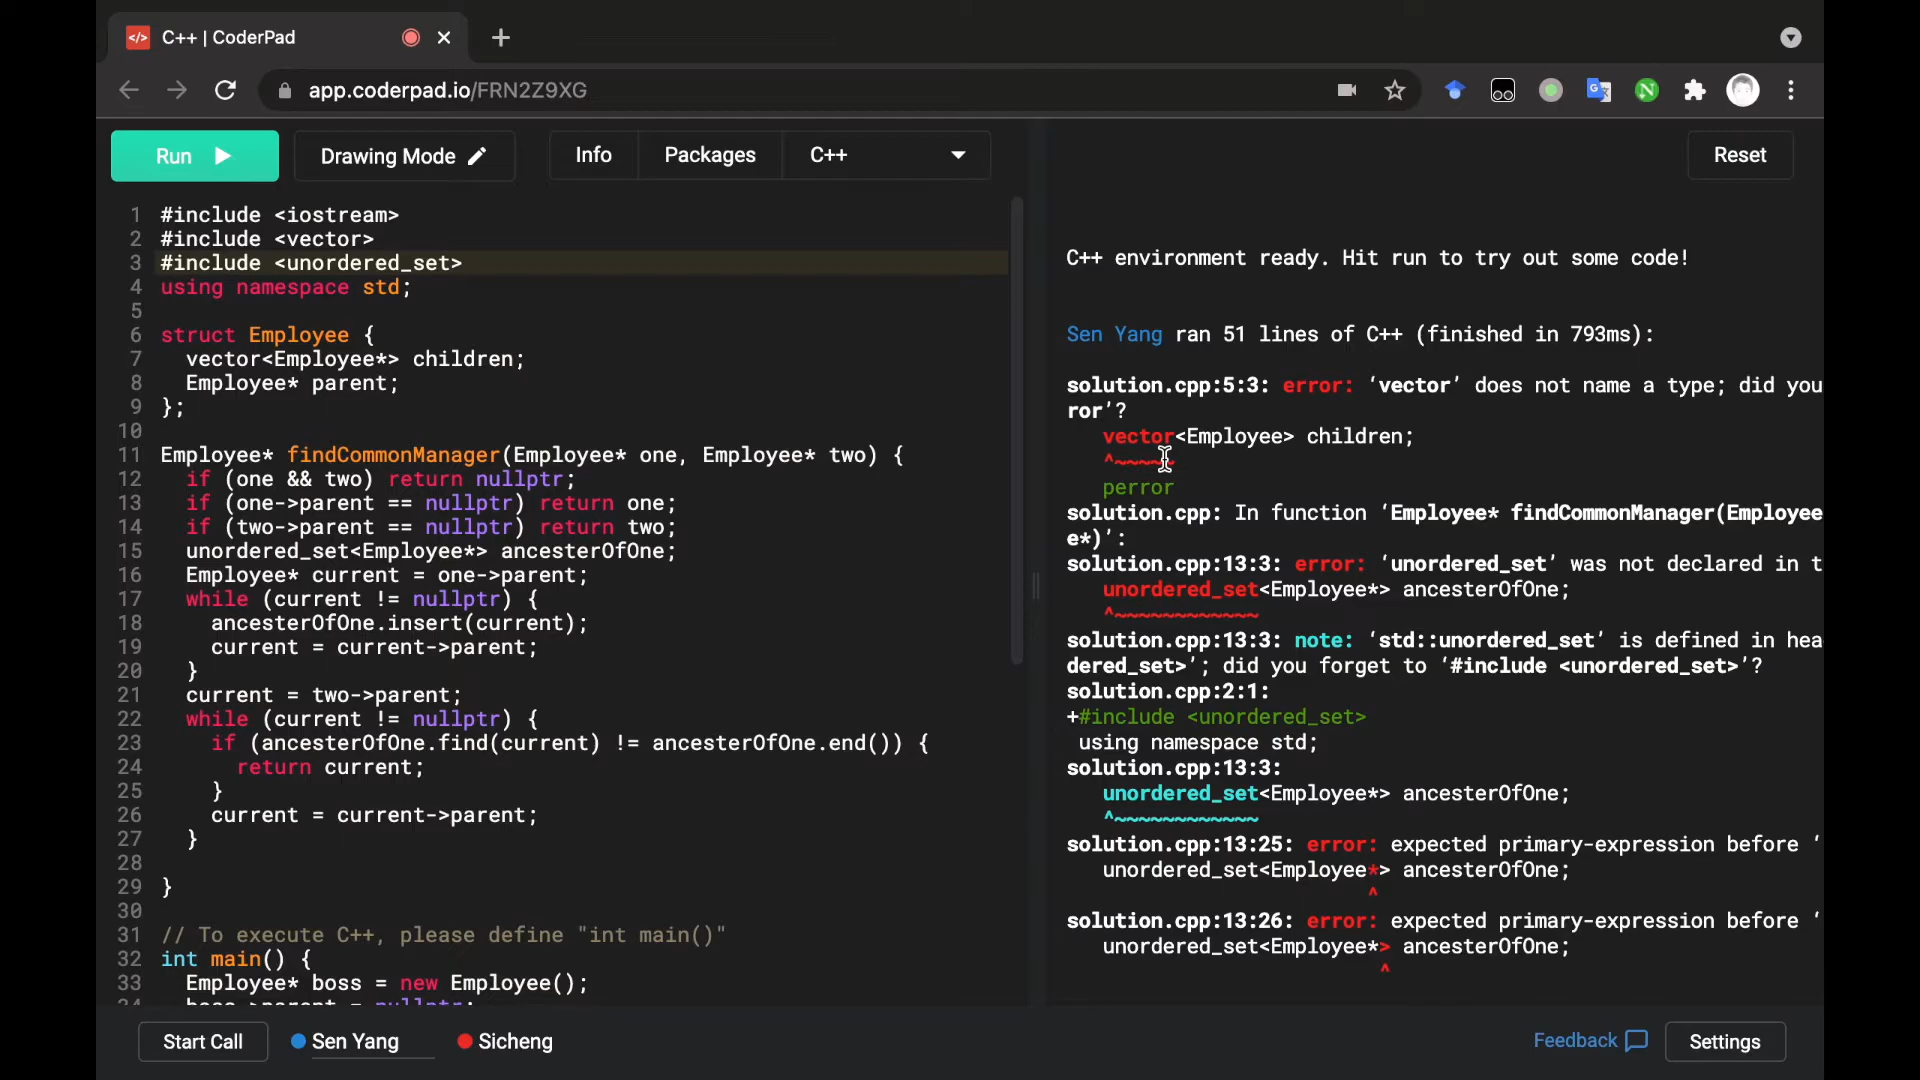 C++ | CoderPad
app.coderpad.io/FRN2Z9XG
Run
Drawing Mode
Info
Packages
C++
Reset
1 #include <iostream>
2 #include <vector>
3 #include <unordered_set>
4 using namespace std;
5
6 struct Employee {
7 vector<Employee*> children;
8 Employee* parent;
9 };
10
11 Employee* findCommonManager(Employee* one, Employee* two) {
12 if (one && two) return nullptr;
13 if (one->parent == nullptr) return one;
14 if (two->parent == nullptr) return two;
15 unordered_set<Employee*> ancesterOfOne;
16 Employee* current = one->parent;
17 while (current != nullptr) {
18 ancesterOfOne.insert(current);
19 current = current->parent;
20 }
21 current = two->parent;
22 while (current != nullptr) {
23 if (ancesterOfOne.find(current) != ancesterOfOne.end()) {
24 return current;
25 }
26 current = current->parent;
27 }
28
29 }
30
31 // To execute C++, please define "int main()"
32 int main() {
33 Employee* boss = new Employee();
34 boss->parent = nullptr;
C++ environment ready. Hit run to try out some code!
Sen Yang ran 51 lines of C++ (finished in 793ms):
solution.cpp:5:3: error: ‘vector’ does not name a type; did you
ror’?
vector<Employee> children;
^~~~~~
perror
solution.cpp: In function ‘Employee* findCommonManager(Employee
e*)’:
solution.cpp:13:3: error: ‘unordered_set’ was not declared in t
unordered_set<Employee*> ancesterOfOne;
^~~~~~~~~~~~~
solution.cpp:13:3: note: ‘std::unordered_set’ is defined in hea
dered_set>’; did you forget to ‘#include <unordered_set>’?
solution.cpp:2:1:
+#include <unordered_set>
using namespace std;
solution.cpp:13:3:
unordered_set<Employee*> ancesterOfOne;
^~~~~~~~~~~~~
solution.cpp:13:25: error: expected primary-expression before ‘
unordered_set<Employee*> ancesterOfOne;
^
solution.cpp:13:26: error: expected primary-expression before ‘
unordered_set<Employee*> ancesterOfOne;
^
Start Call
Sen Yang
Sicheng
Feedback
Settings